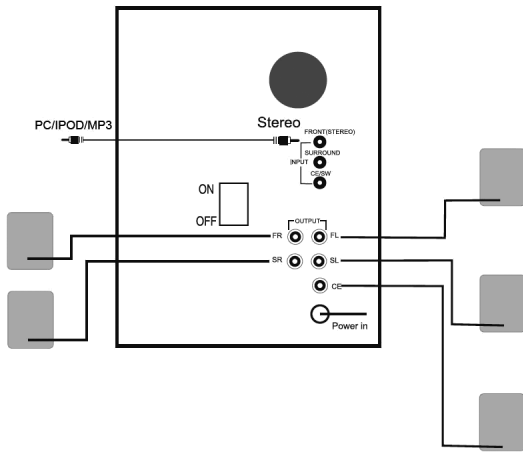 PC/IPOD/MP3
Stereo
FRONT(STEREO)
SURROUND
INPUT
CE/SW
ON
OFF
OUTPUT
FR
FL
SR
SL
CE
Power in